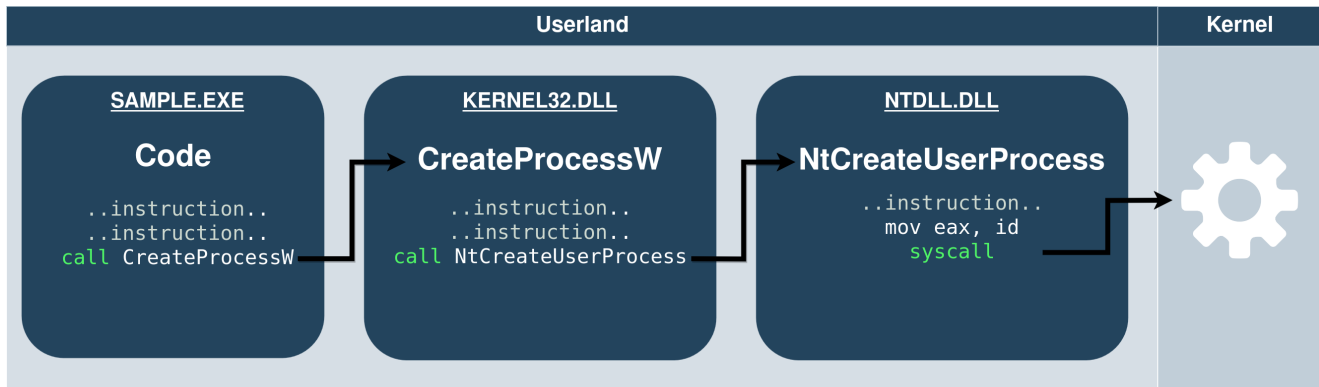 Userland
Kernel
SAMPLE.EXE
Code
..instruction..
..instruction..
call CreateProcessW
KERNEL32.DLL
CreateProcessW
..instruction..
..instruction..
call NtCreateUserProcess
NTDLL.DLL
NtCreateUserProcess
..instruction..
mov eax, id
syscall